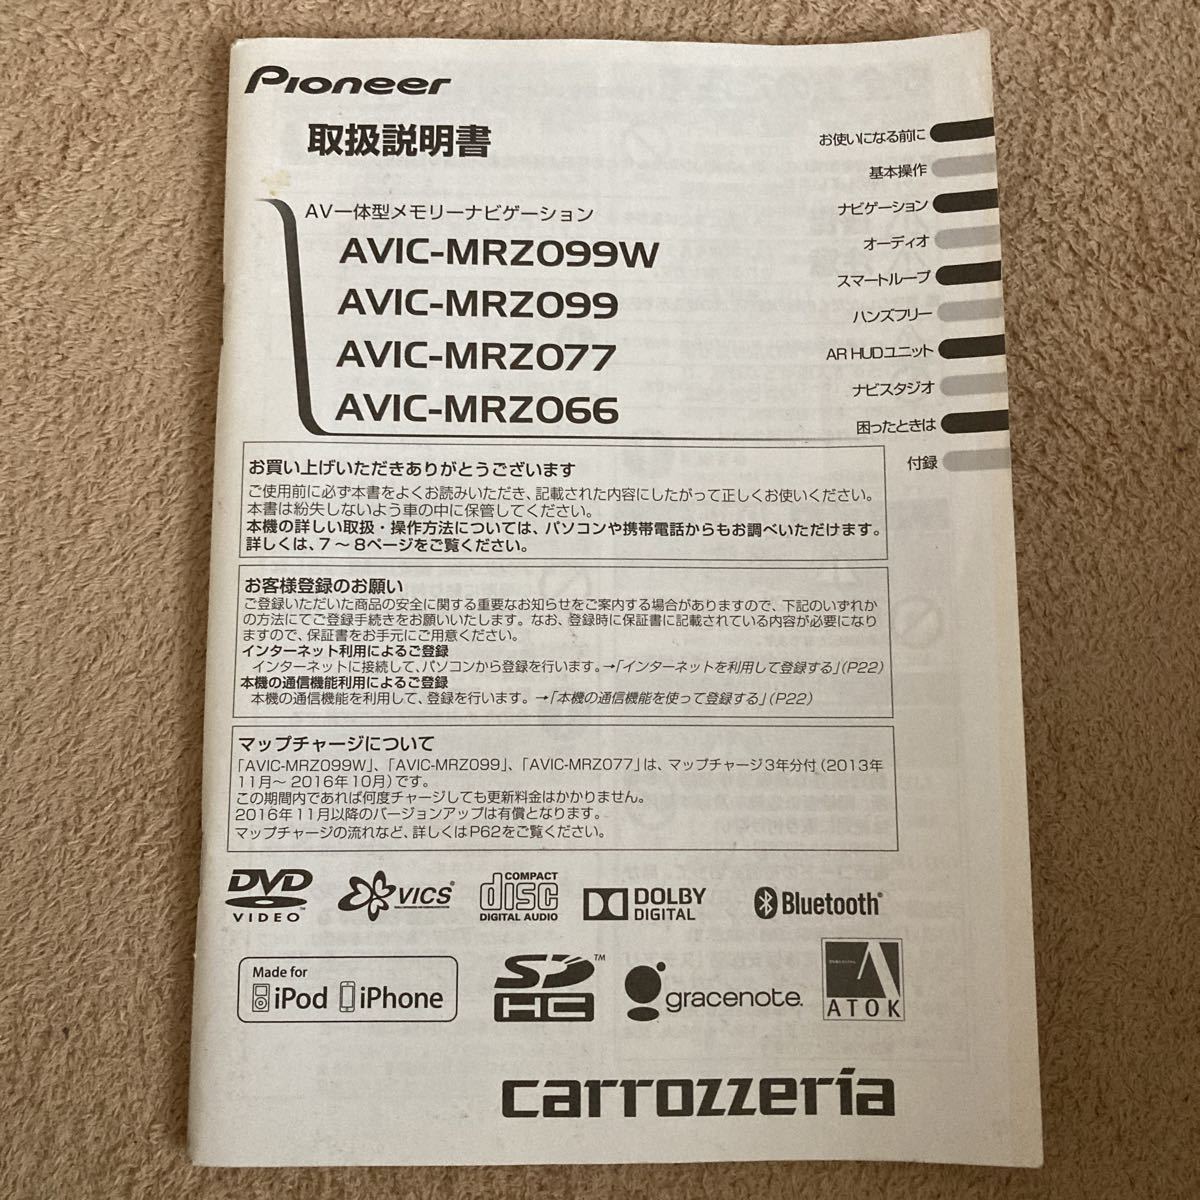 Pioneer
取扱説明書
AV一体型メモリーナビゲーション
AVIC-MRZ099W
AVIC-MRZ099
AVIC-MRZ077
AVIC-MRZ066
お使いになる前に
基本操作
ナビゲーション
オーディオ
スマートループ
ハンズフリー
AR HUDユニット
ナビスタジオ
困ったときは
付録
お買い上げいただきありがとうございます
ご使用前に必ず本書をよくお読みいただき、記載された内容にしたがって正しくお使いください。
本書は紛失しないよう車の中に保管してください。
本機の詳しい取扱・操作方法については、パソコンや携帯電話からもお調べいただけます。
詳しくは、7～8ページをご覧ください。
お客様登録のお願い
ご登録いただいた商品の安全に関する重要なお知らせをご案内する場合がありますので、下記のいずれか
の方法にてご登録手続きをお願いいたします。なお、登録時に保証書に記載されている内容が必要になり
ますので、保証書をお手元にご用意ください。
インターネット利用によるご登録
インターネットに接続して、パソコンから登録を行います。→「インターネットを利用して登録する」(P22)
本機の通信機能利用によるご登録
本機の通信機能を利用して、登録を行います。→「本機の通信機能を使って登録する」(P22)
マップチャージについて
「AVIC-MRZ099W」、「AVIC-MRZ099」、「AVIC-MRZ077」は、マップチャージ3年分付(2013年
11月～2016年10月)です。
この期間内であれば何度チャージしても更新料金はかかりません。
2016年11月以降のバージョンアップは有償となります。
マップチャージの流れなど、詳しくはP62をご覧ください。
DVD
VIDEO™
VICS®
COMPACT
disc
DIGITAL AUDIO
DOLBY
DIGITAL
Bluetooth®
Made for
iPod iPhone
SD™
HC
gracenote®
ATOK
carrozzeria